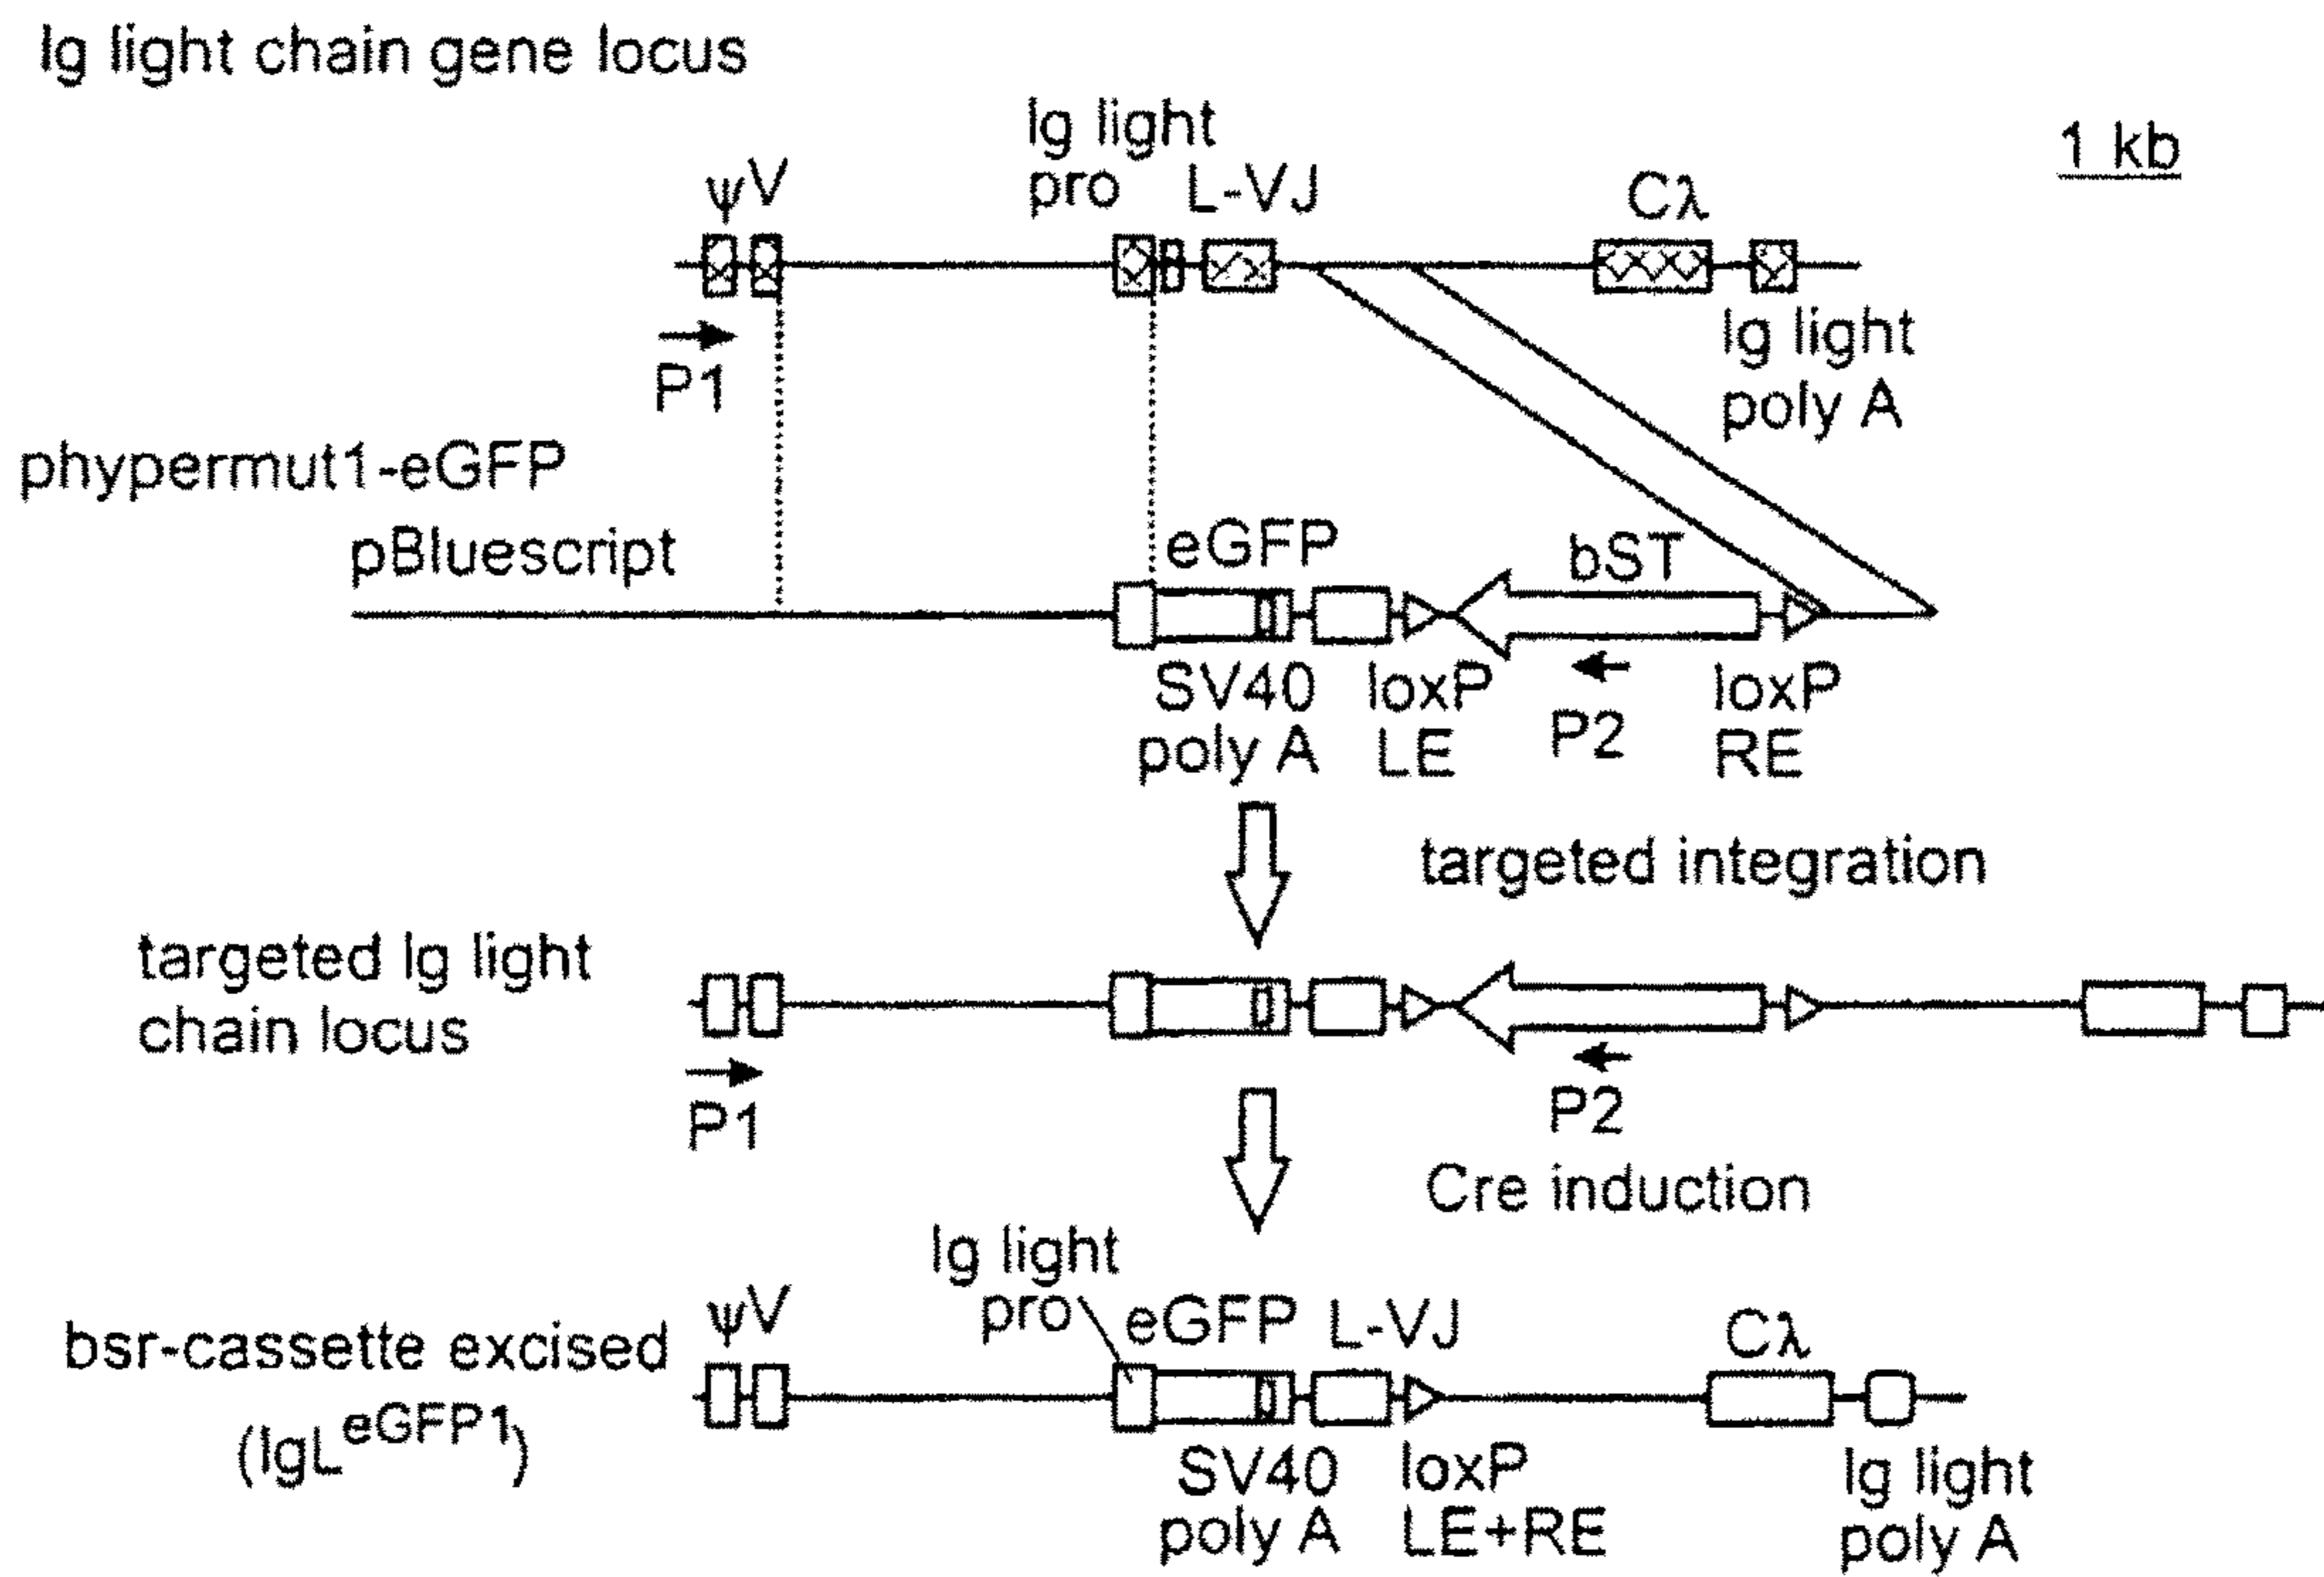 Ig light chain gene locus
1 kb
Ig light
pro
ψV
L-VJ
Cλ
P1
Ig light
poly A
phypermut1-eGFP
pBluescript
eGFP
bST
SV40
poly A
loxP
LE
P2
loxP
RE
targeted integration
targeted Ig light
chain locus
P1
P2
Cre induction
Ig light
pro
ψV
eGFP
L-VJ
Cλ
bsr-cassette excised
(IgL^eGFP1)
SV40
poly A
loxP
LE+RE
Ig light
poly A